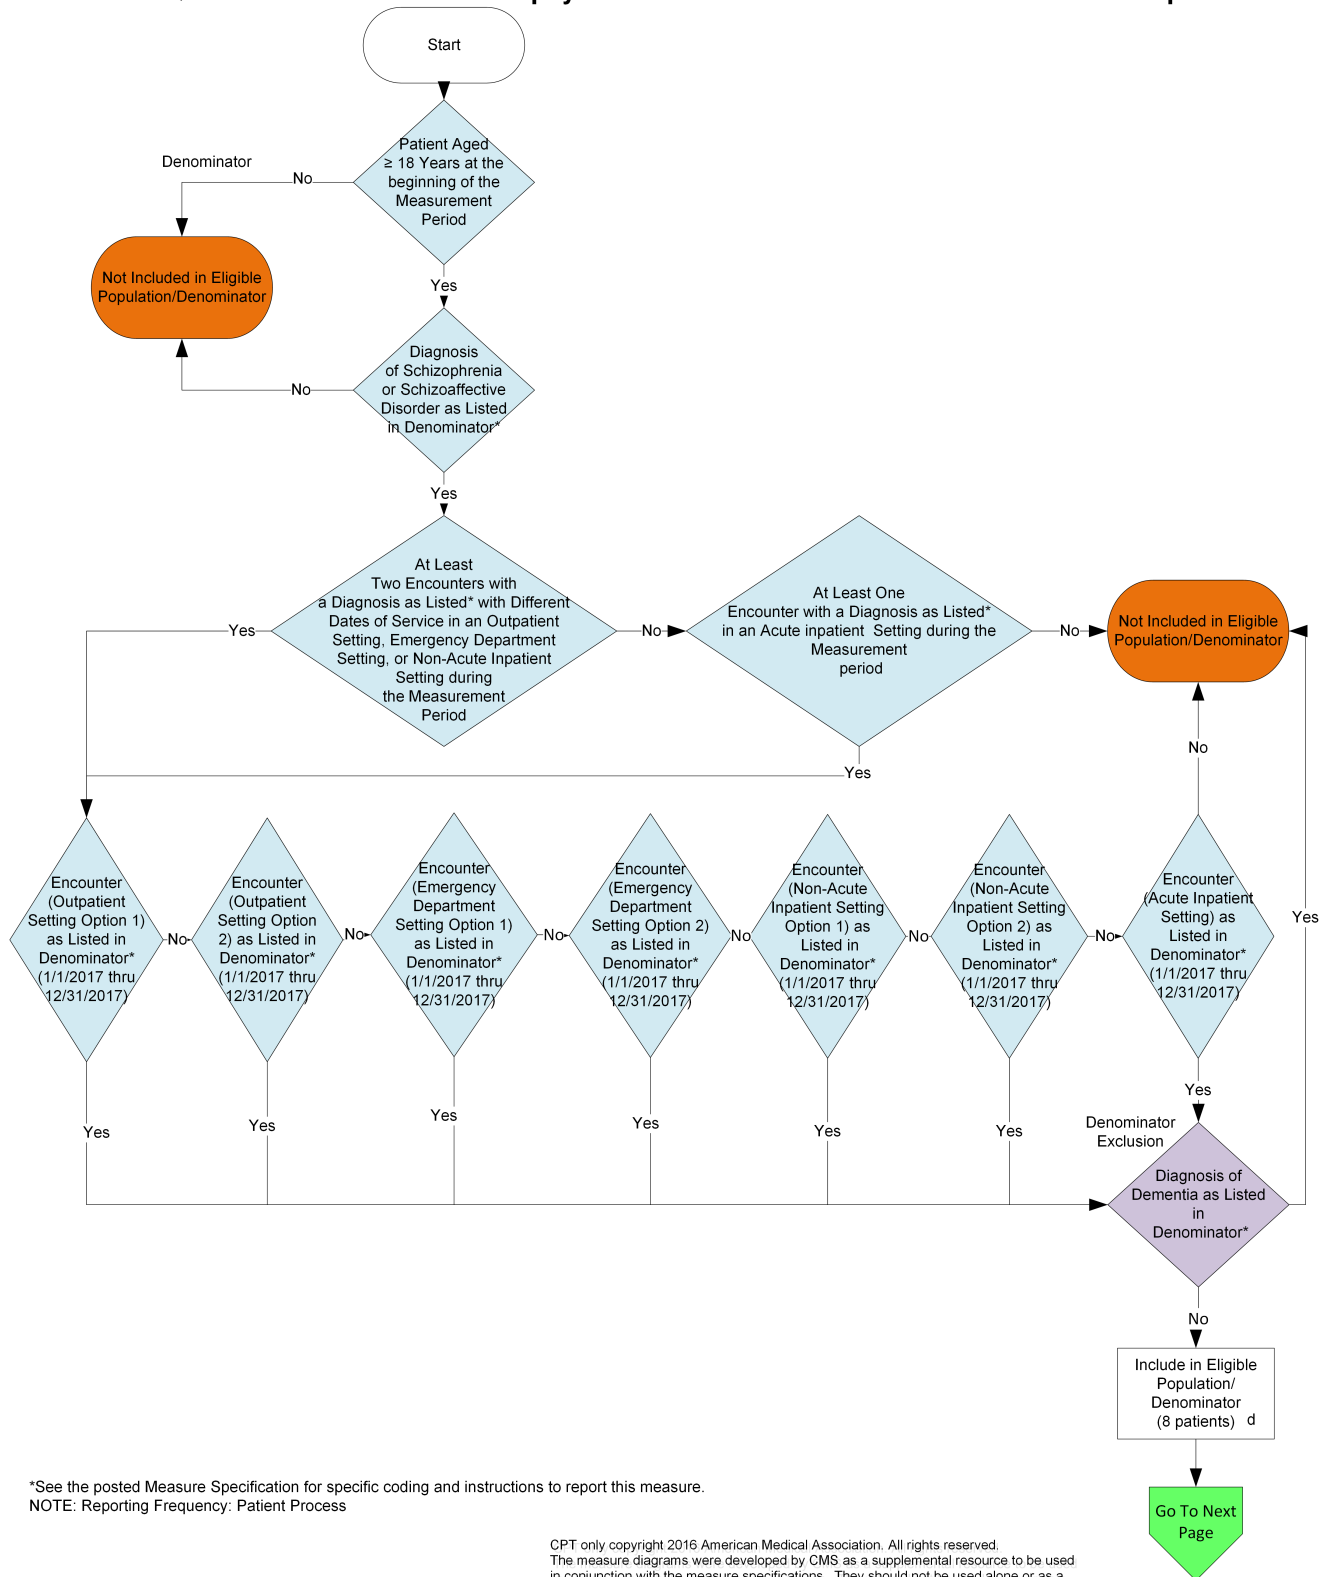 Start
Patient Aged
≥ 18 Years at the
beginning of the
Measurement
Period
Denominator
No
Not Included in Eligible
Population/Denominator
Yes
Diagnosis
of Schizophrenia
or Schizoaffective
Disorder as Listed
in Denominator*
No
Yes
At Least
Two Encounters with
a Diagnosis as Listed* with Different
Dates of Service in an Outpatient
Setting, Emergency Department
Setting, or Non-Acute Inpatient
Setting during
the Measurement
Period
Yes
No
At Least One
Encounter with a Diagnosis as Listed*
in an Acute inpatient Setting during the
Measurement
period
No
Not Included in Eligible
Population/Denominator
Yes
No
Encounter
(Outpatient
Setting Option 1)
as Listed in
Denominator*
(1/1/2017 thru
12/31/2017)
No
Encounter
(Outpatient
Setting Option
2) as Listed in
Denominator*
(1/1/2017 thru
12/31/2017)
No
Encounter
(Emergency
Department
Setting Option 1)
as Listed in
Denominator*
(1/1/2017 thru
12/31/2017)
No
Encounter
(Emergency
Department
Setting Option 2)
as Listed in
Denominator*
(1/1/2017 thru
12/31/2017)
No
Encounter
(Non-Acute
Inpatient Setting
Option 1) as
Listed in
Denominator*
(1/1/2017 thru
12/31/2017)
No
Encounter
(Non-Acute
Inpatient Setting
Option 2) as
Listed in
Denominator*
(1/1/2017 thru
12/31/2017)
No
Encounter
(Acute Inpatient
Setting) as
Listed in
Denominator*
(1/1/2017 thru
12/31/2017)
Yes
Yes
Yes
Yes
Yes
Yes
Yes
Yes
Denominator
Exclusion
Diagnosis of
Dementia as Listed
in
Denominator*
No
Include in Eligible
Population/
Denominator
(8 patients) d
Go To Next
Page
*See the posted Measure Specification for specific coding and instructions to report this measure.
NOTE: Reporting Frequency: Patient Process
CPT only copyright 2016 American Medical Association. All rights reserved.
The measure diagrams were developed by CMS as a supplemental resource to be used
in conjunction with the measure specifications. They should not be used alone or as a